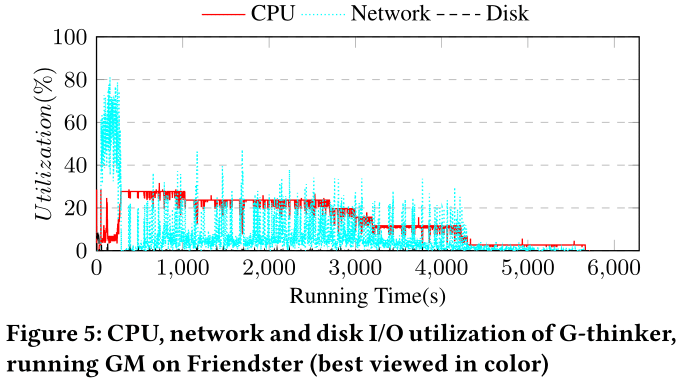 CPU Network Disk
100
80
60
40
20
0
Utilization(%)
0 1,000 2,000 3,000 4,000 5,000 6,000
Running Time(s)
Figure 5: CPU, network and disk I/O utilization of G-thinker,
running GM on Friendster (best viewed in color)